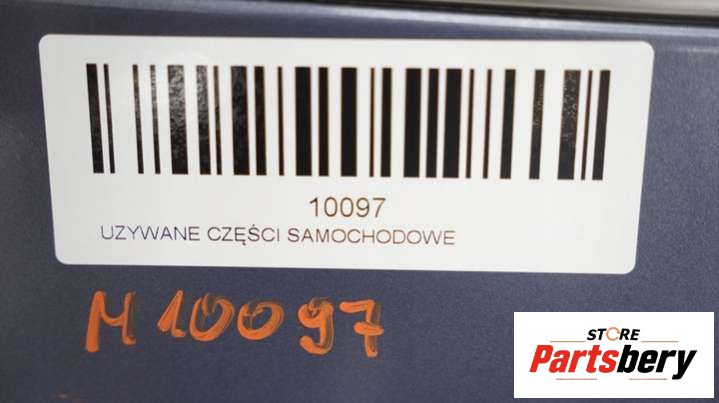 10097
UZYWANE CZĘŚCI SAMOCHODOWE
M 10097
STORE
Partsbery